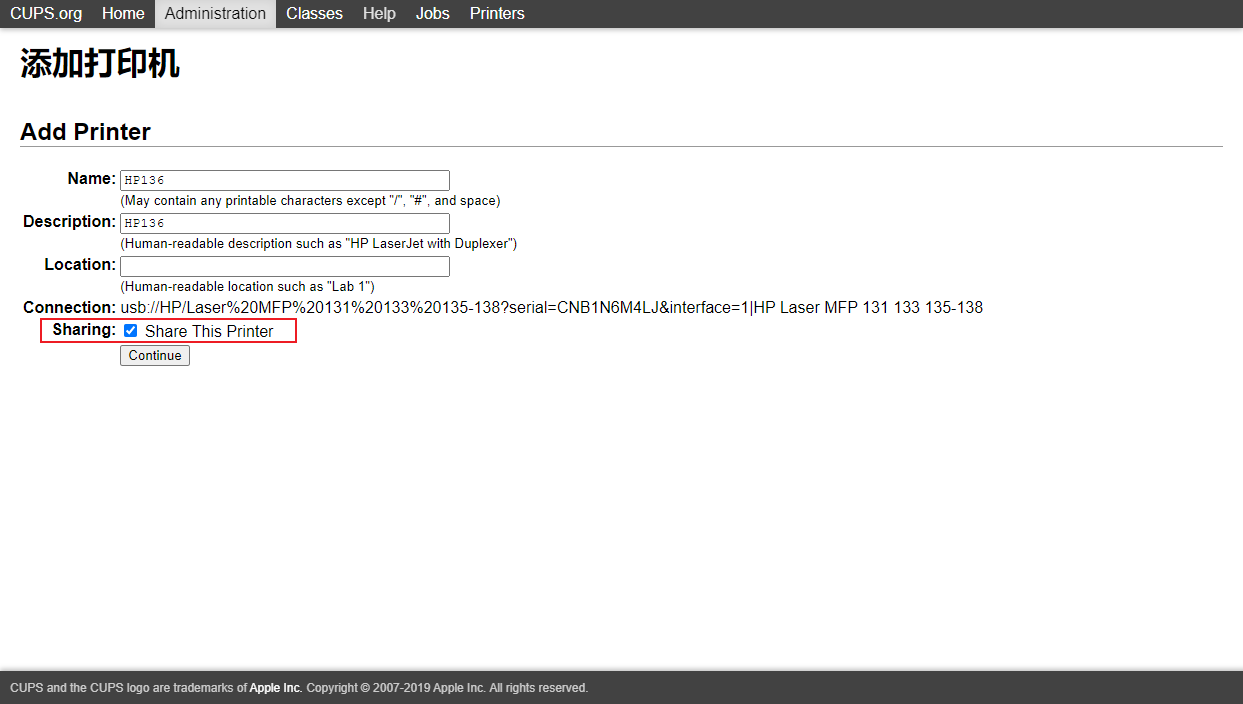 CUPS.org Home Administration Classes Help Jobs Printers
添加打印机
Add Printer
Name: HP136
(May contain any printable characters except "/", "#", and space)
Description: HP136
(Human-readable description such as "HP LaserJet with Duplexer")
Location:
(Human-readable location such as "Lab 1")
Connection: usb://HP/Laser%20MFP%20131%20133%20135-138?serial=CNB1N6M4LJ&interface=1|HP Laser MFP 131 133 135-138
Sharing: Share This Printer
Continue
CUPS and the CUPS logo are trademarks of Apple Inc. Copyright © 2007-2019 Apple Inc. All rights reserved.